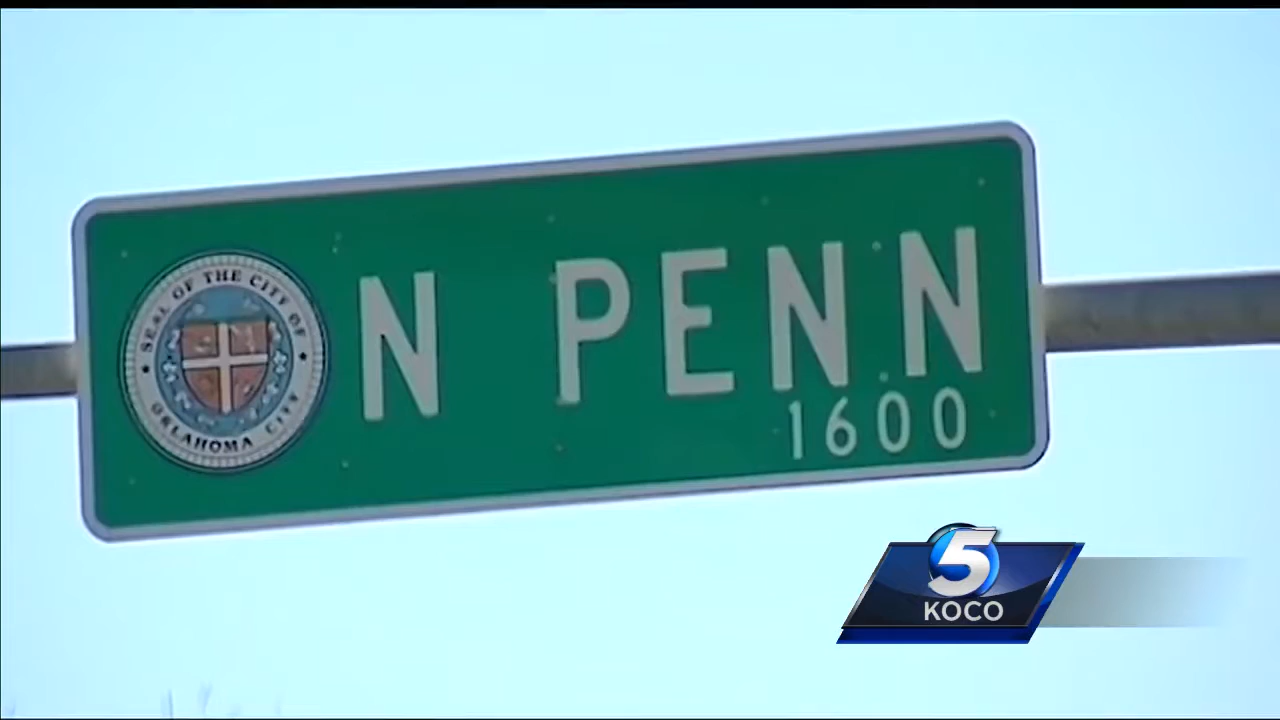 SEAL OF THE CITY OF
OKLAHOMA CITY
N PENN
1600
5
KOCO